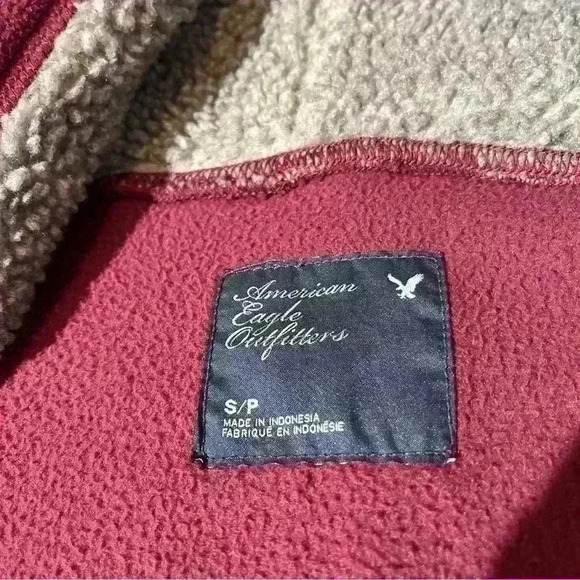 American
Eagle
Outfitters
S/P
MADE IN INDONESIA
FABRIQUÉ EN INDONÉSIE